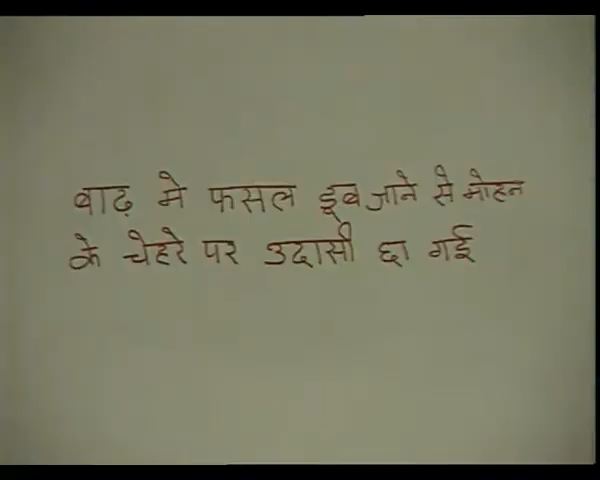 बाढ़ मे फसल डूब जाने से मोहन
के चेहरे पर उदासी छा गई